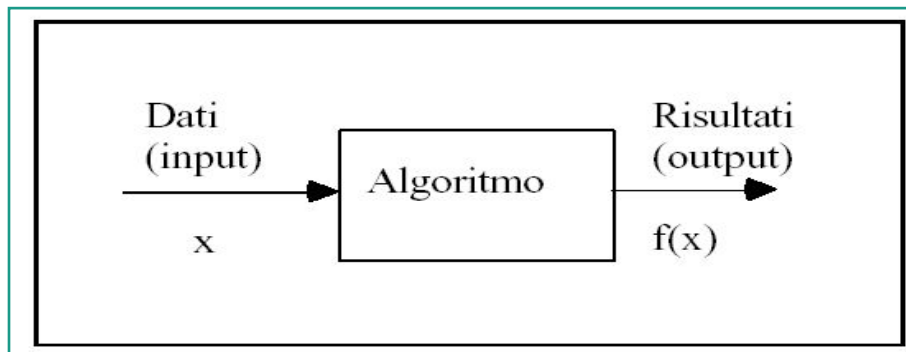 Dati
(input)
x
Algoritmo
Risultati
(output)
f(x)